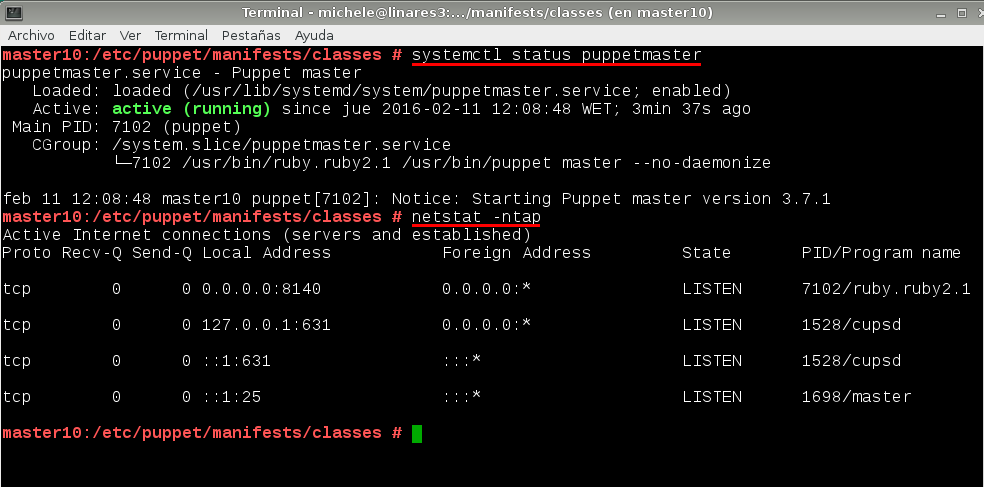 Terminal - michele@linares3:.../manifests/classes (en master10)
Archivo Editar Ver Terminal Pestañas Ayuda
master10:/etc/puppet/manifests/classes # systemctl status puppetmaster
puppetmaster.service - Puppet master
   Loaded: loaded (/usr/lib/systemd/system/puppetmaster.service; enabled)
   Active: active (running) since jue 2016-02-11 12:08:48 WET; 3min 37s ago
 Main PID: 7102 (puppet)
   CGroup: /system.slice/puppetmaster.service
           └─7102 /usr/bin/ruby.ruby2.1 /usr/bin/puppet master --no-daemonize
feb 11 12:08:48 master10 puppet[7102]: Notice: Starting Puppet master version 3.7.1
master10:/etc/puppet/manifests/classes # netstat -ntap
Active Internet connections (servers and established)
Proto Recv-Q Send-Q Local Address           Foreign Address         State       PID/Program name
tcp        0      0 0.0.0.0:8140            0.0.0.0:*               LISTEN      7102/ruby.ruby2.1
tcp        0      0 127.0.0.1:631           0.0.0.0:*               LISTEN      1528/cupsd
tcp        0      0 ::1:631                 :::*                    LISTEN      1528/cupsd
tcp        0      0 ::1:25                  :::*                    LISTEN      1698/master
master10:/etc/puppet/manifests/classes #